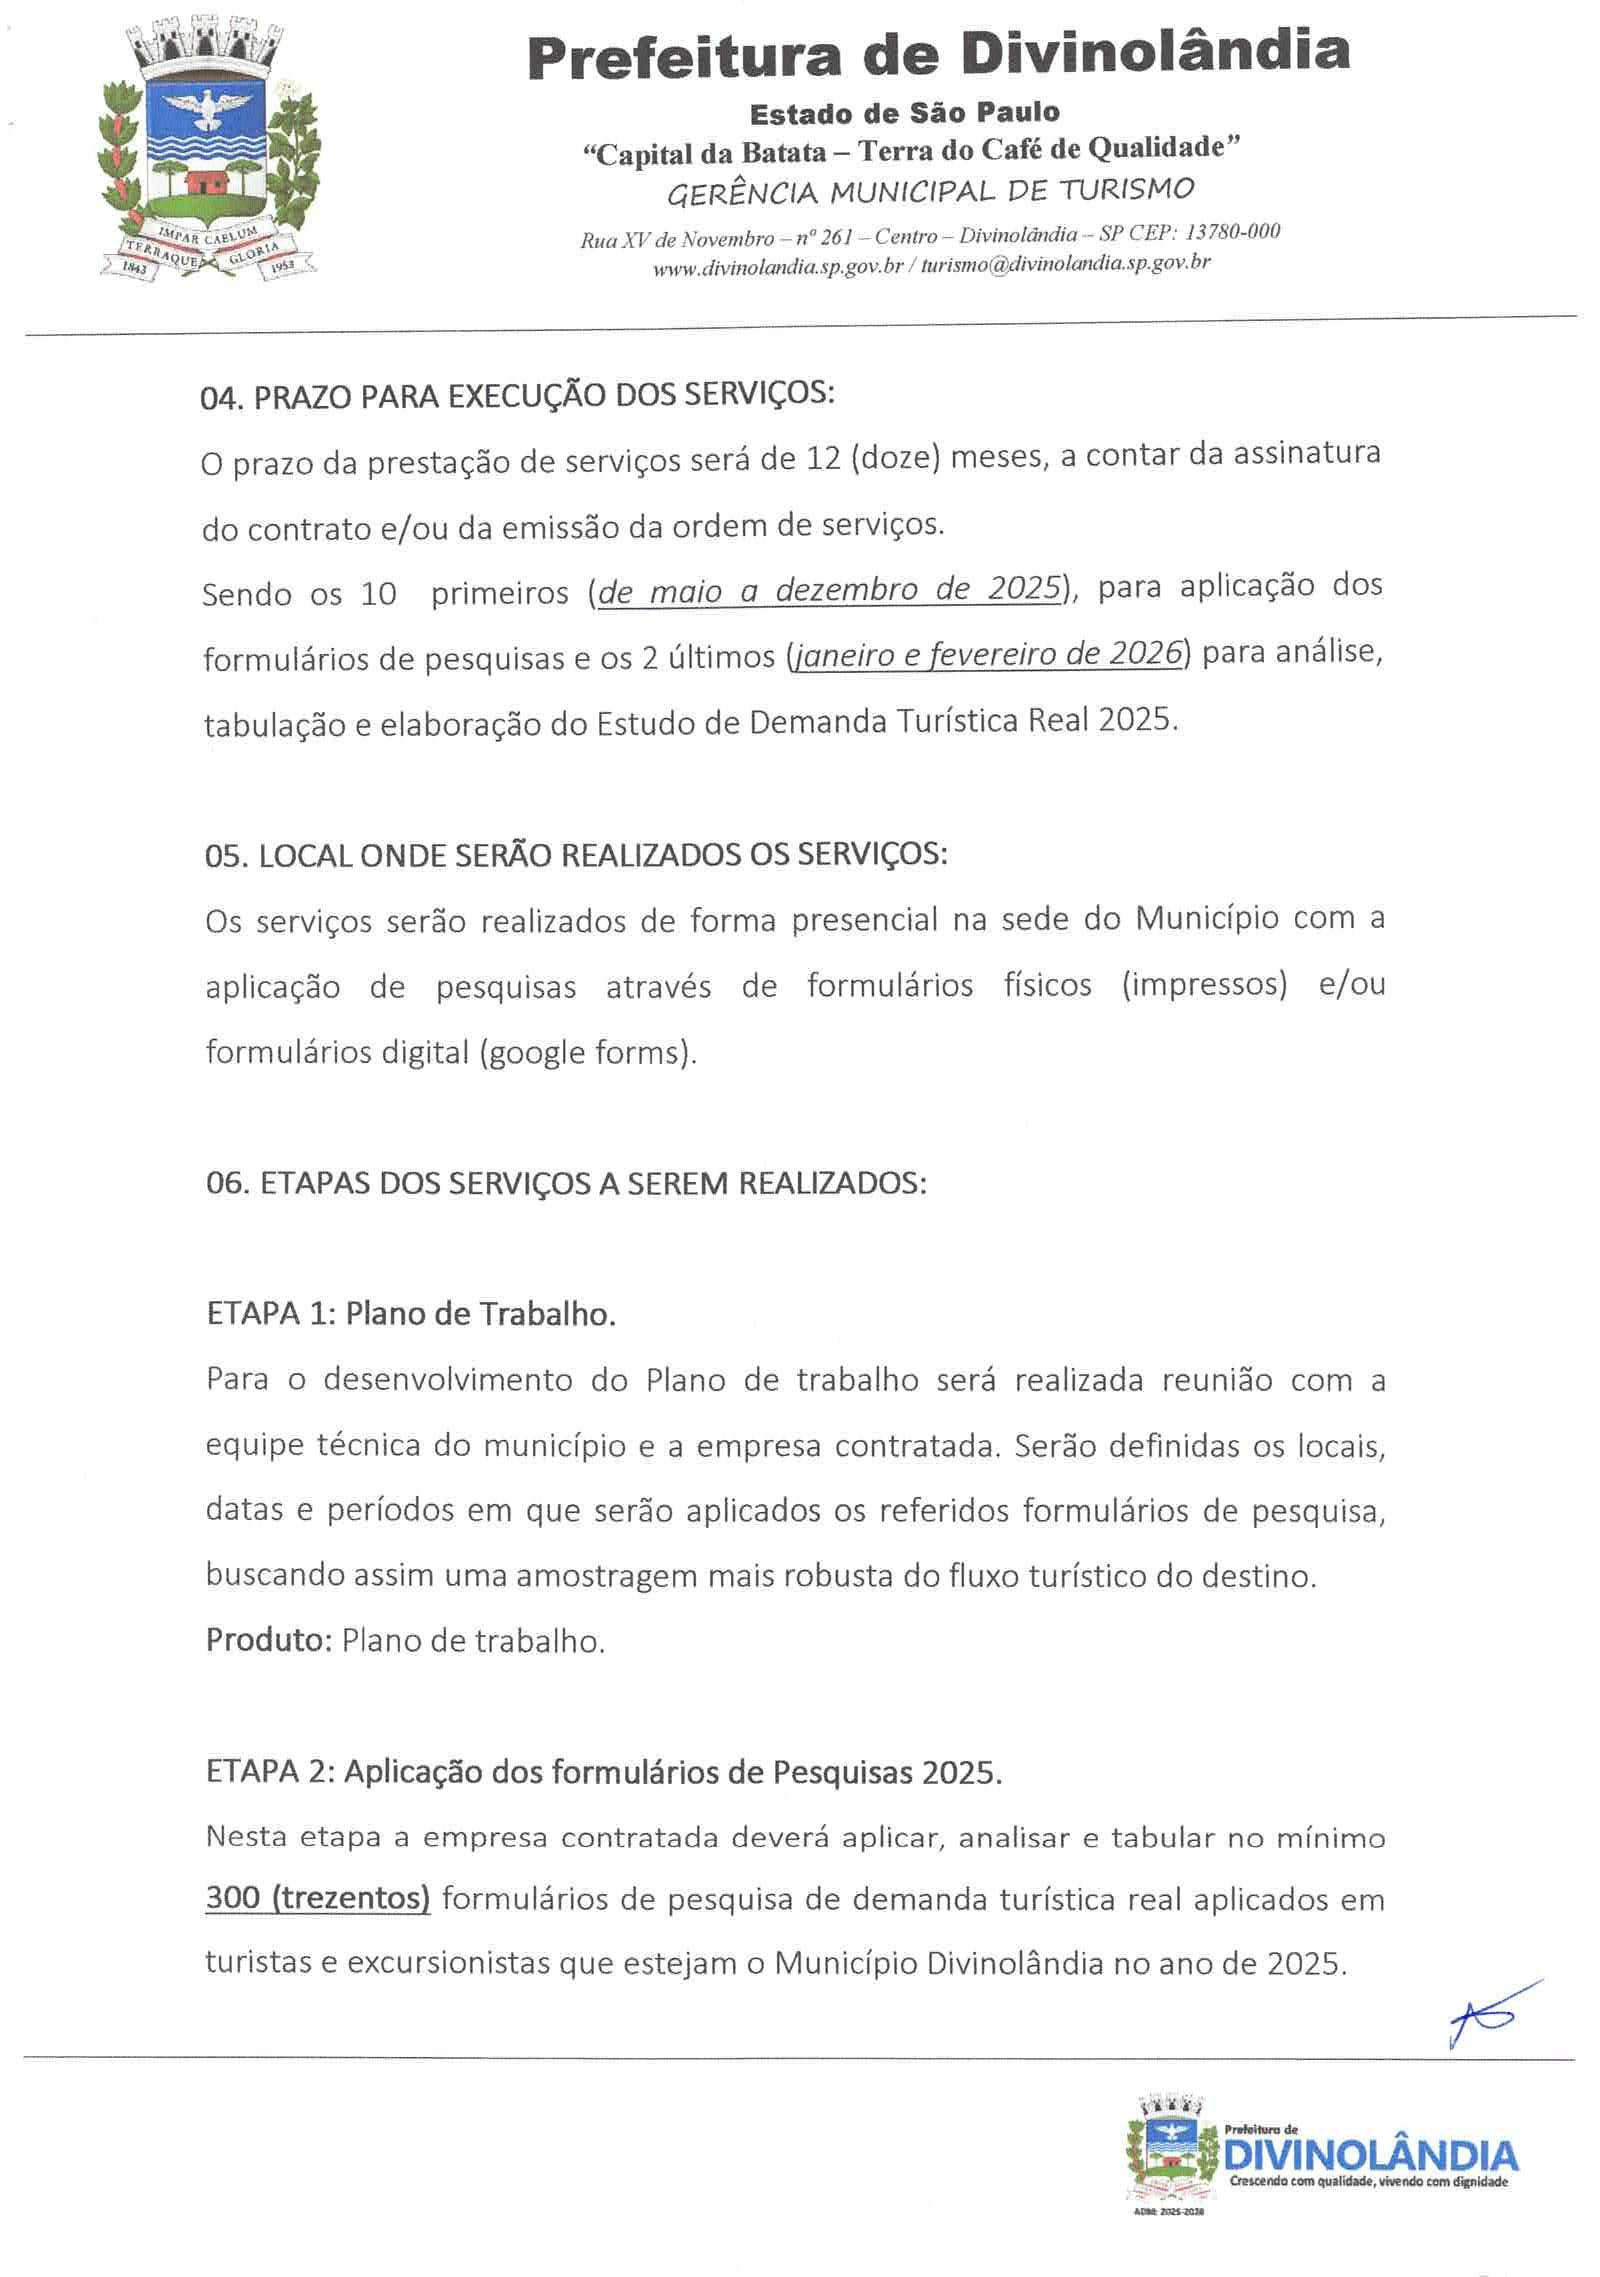 Prefeitura de Divinolândia
Estado de São Paulo
“Capital da Batata – Terra do Café de Qualidade”
GERÊNCIA MUNICIPAL DE TURISMO
Rua XV de Novembro – nº 261 – Centro – Divinolândia – SP CEP: 13780-000
www.divinolandia.sp.gov.br / turismo@divinolandia.sp.gov.br
IMPAR CAELUM
TERRAQUE GLORIA
1843 1953
04. PRAZO PARA EXECUÇÃO DOS SERVIÇOS:
O prazo da prestação de serviços será de 12 (doze) meses, a contar da assinatura
do contrato e/ou da emissão da ordem de serviços.
Sendo os 10 primeiros (de maio a dezembro de 2025), para aplicação dos
formulários de pesquisas e os 2 últimos (janeiro e fevereiro de 2026) para análise,
tabulação e elaboração do Estudo de Demanda Turística Real 2025.
05. LOCAL ONDE SERÃO REALIZADOS OS SERVIÇOS:
Os serviços serão realizados de forma presencial na sede do Município com a
aplicação de pesquisas através de formulários físicos (impressos) e/ou
formulários digital (google forms).
06. ETAPAS DOS SERVIÇOS A SEREM REALIZADOS:
ETAPA 1: Plano de Trabalho.
Para o desenvolvimento do Plano de trabalho será realizada reunião com a
equipe técnica do município e a empresa contratada. Serão definidas os locais,
datas e períodos em que serão aplicados os referidos formulários de pesquisa,
buscando assim uma amostragem mais robusta do fluxo turístico do destino.
Produto: Plano de trabalho.
ETAPA 2: Aplicação dos formulários de Pesquisas 2025.
Nesta etapa a empresa contratada deverá aplicar, analisar e tabular no mínimo
300 (trezentos) formulários de pesquisa de demanda turística real aplicados em
turistas e excursionistas que estejam o Município Divinolândia no ano de 2025.
Prefeitura de
DIVINOLÂNDIA
Crescendo com qualidade, vivendo com dignidade
ADM: 2025-2028